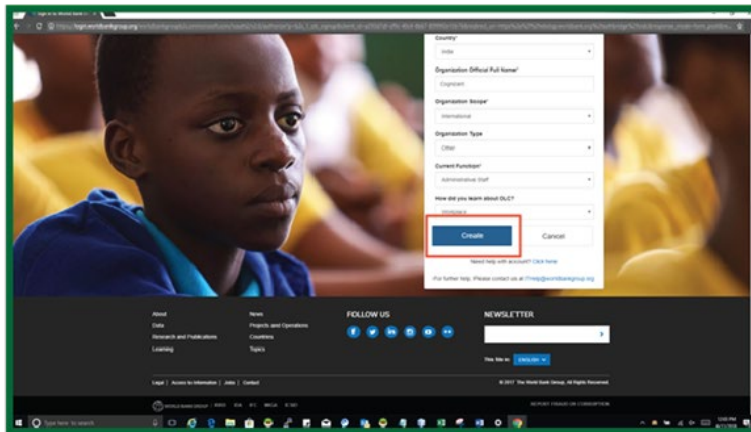 Country*
India
Organization Official Full Name*
Cognizant
Organization Scope*
International
Organization Type
Other
Current Function*
Administrative Staff
How did you learn about OLC?
Workplace
Create
Cancel
Need help with account? Click here
For further help, Please contact us at ITHelp@worldbankgroup.org
About
Data
Research and Publications
Learning
News
Projects and Operations
Countries
Topics
FOLLOW US
NEWSLETTER
This Site in: ENGLISH
Legal | Access to Information | Jobs | Contact
© 2017 The World Bank Group, All Rights Reserved.
WORLD BANK GROUP IBRD IDA IFC MIGA ICSID
REPORT FRAUD OR CORRUPTION
Type here to search